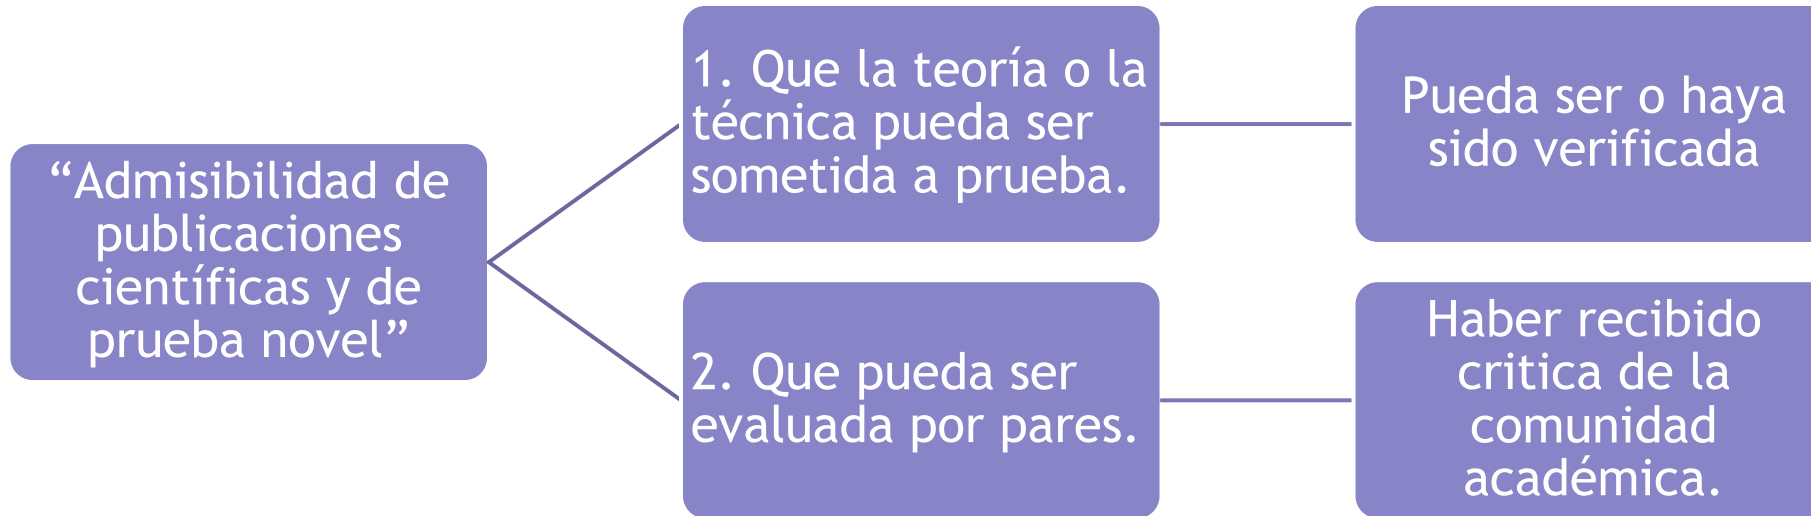 “Admisibilidad de
publicaciones
científicas y de
prueba novel”
1. Que la teoría o la
técnica pueda ser
sometida a prueba.
Pueda ser o haya
sido verificada
2. Que pueda ser
evaluada por pares.
Haber recibido
critica de la
comunidad
académica.